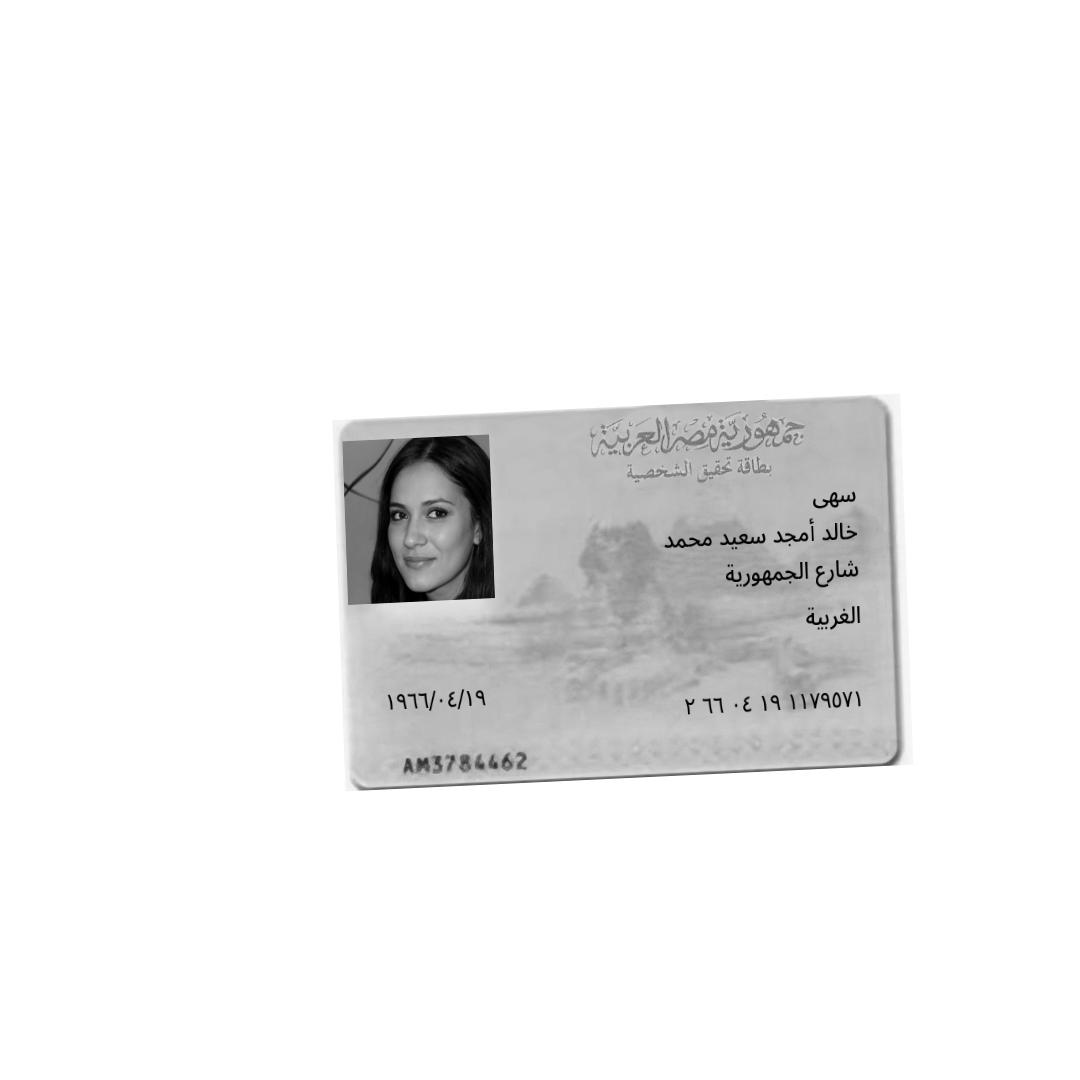 جمهورية مصر العربية
بطاقة تحقيق الشخصية
سهى
خالد أمجد سعيد محمد
شارع الجمهورية
الغربية
١٩٦٦/٠٤/١٩
٢ ٦٦ ٠٤ ١٩ ١١٧٩٥٧١
AM3784462